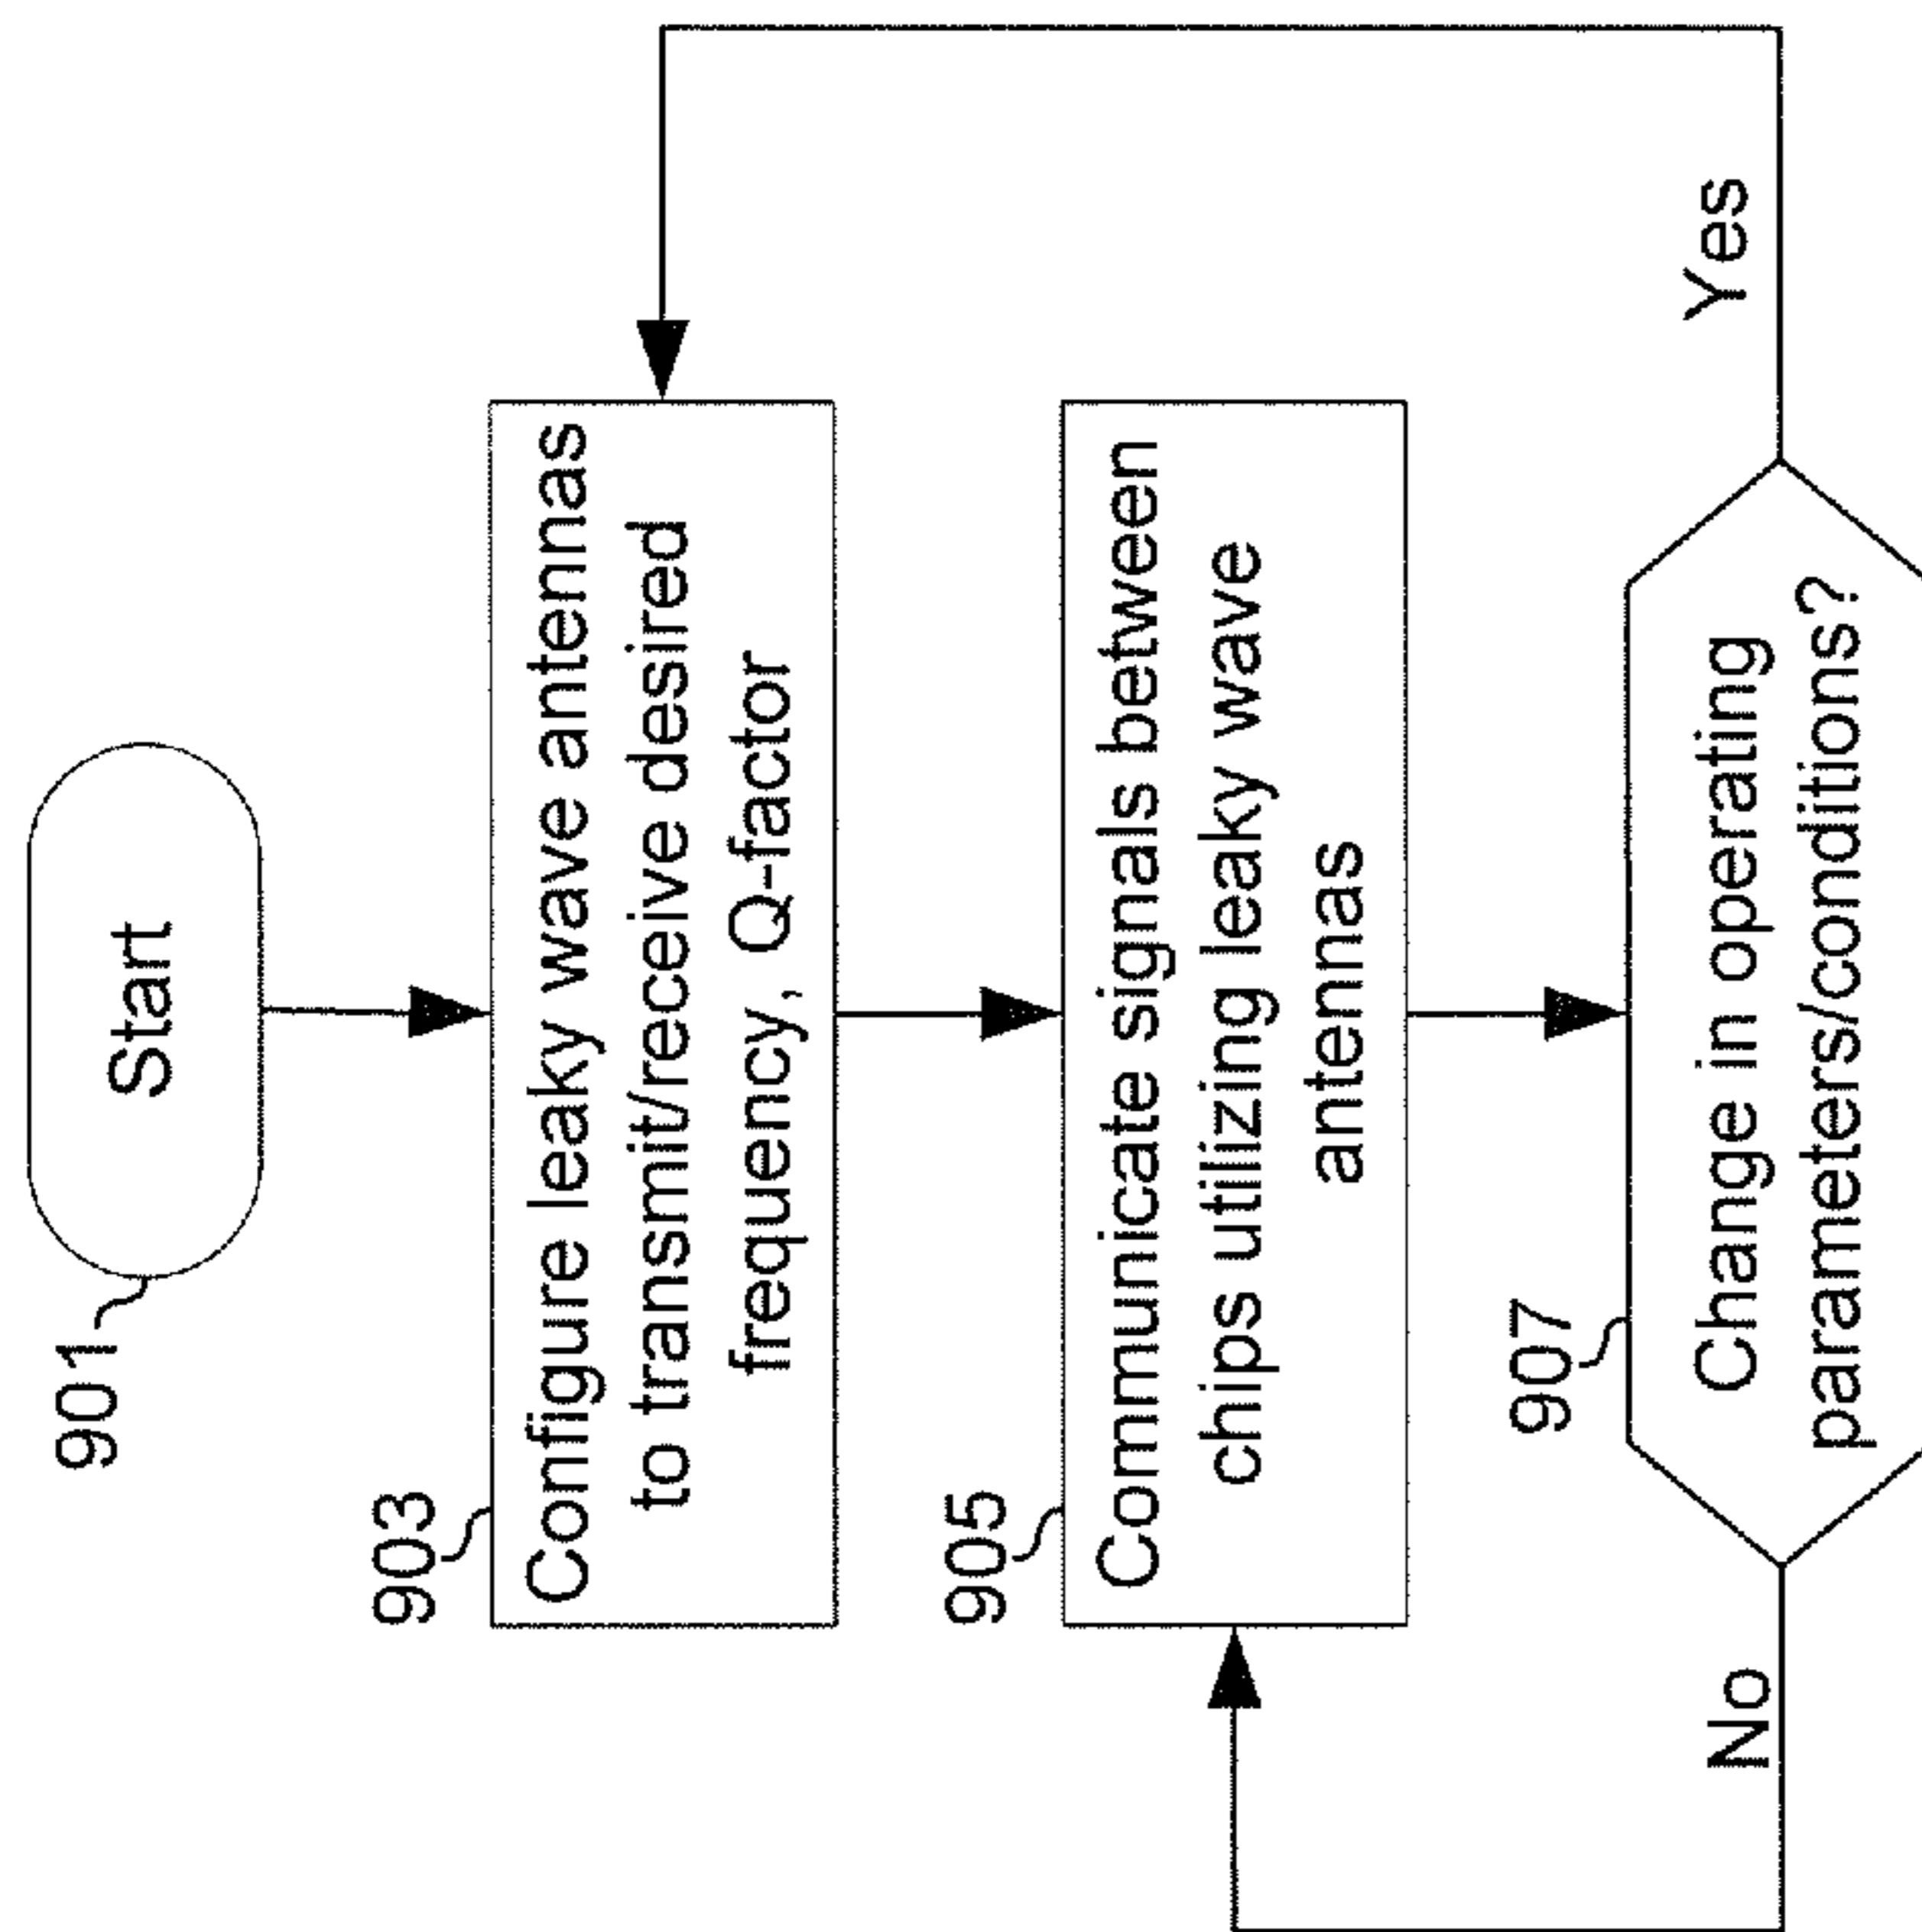 901
Start
903
Configure leaky wave antennas
to transmit/receive desired
frequency, Q-factor
905
Communicate signals between
chips utilizing leaky wave
antennas
907
Change in operating
parameters/conditions?
No
Yes